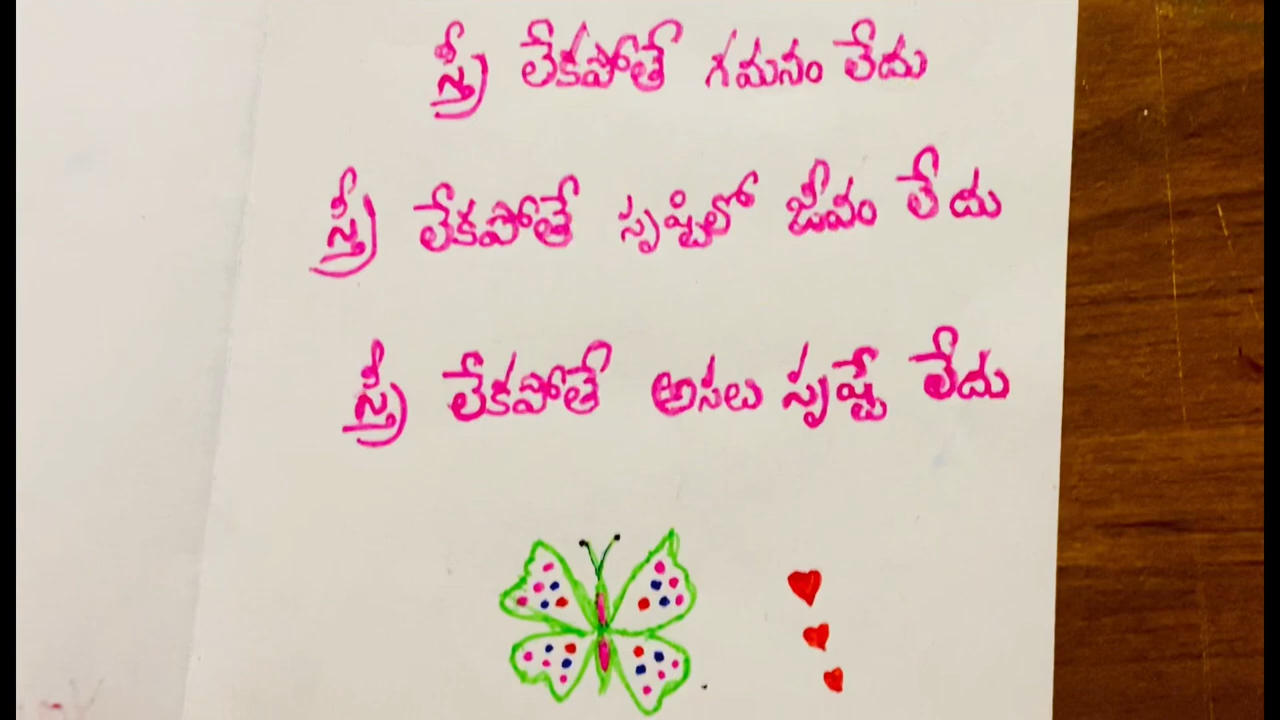 స్త్రీ లేకపోతే గమనం లేదు
స్త్రీ లేకపోతే సృష్టిలో జీవం లేదు
స్త్రీ లేకపోతే అసలు సృష్టే లేదు